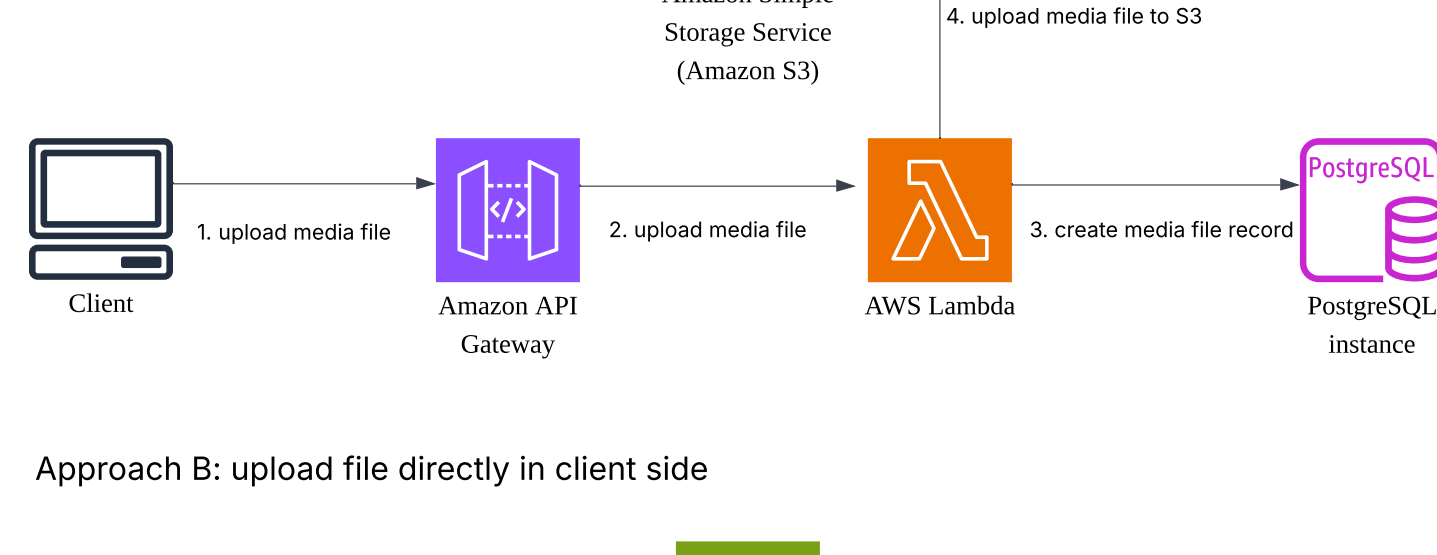 4. upload media file to S3
Storage Service
(Amazon S3)
PostgreSQL
1. upload media file
2. upload media file
3. create media file record
Client
Amazon API
Gateway
AWS Lambda
PostgreSQL
instance
Approach B: upload file directly in client side